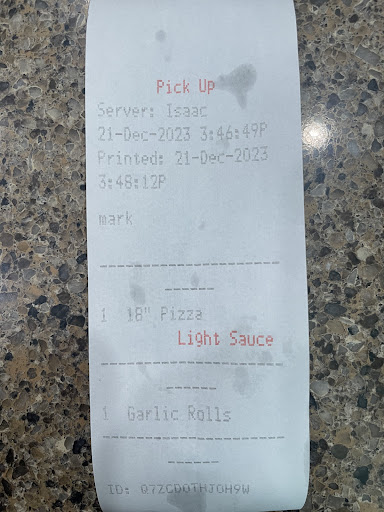 Pick Up
Server: Isaac
21-Dec-2023 3:46:49P
Printed: 21-Dec-2023
3:48:12P
mark
--------------------
------
1 18" Pizza
Light Sauce
--------------------
------
1 Garlic Rolls
--------------------
------
ID: